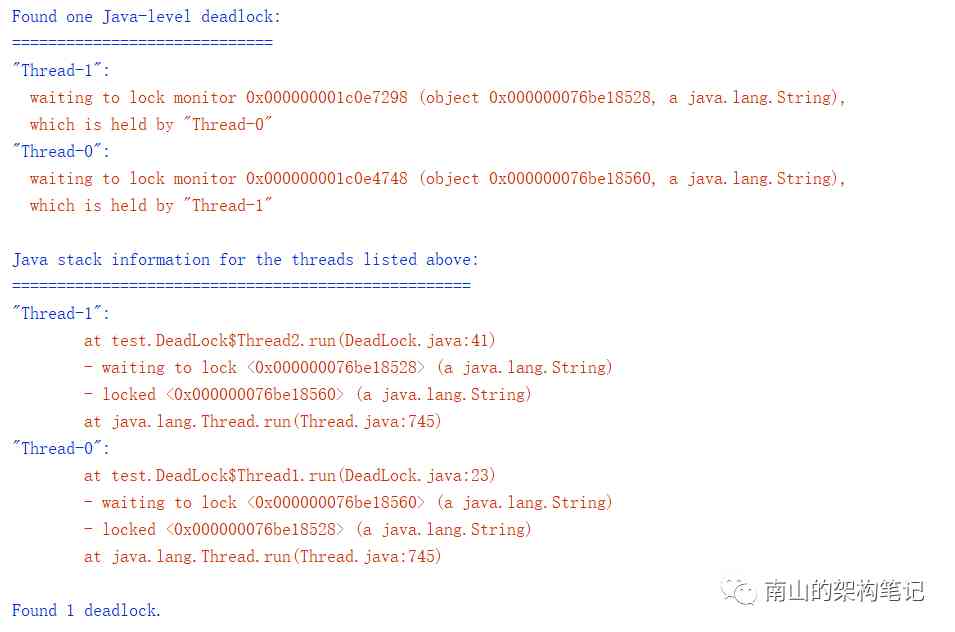 Found one Java-level deadlock:
=============================
"Thread-1":
  waiting to lock monitor 0x000000001c0e7298 (object 0x000000076be18528, a java.lang.String),
  which is held by "Thread-0"
"Thread-0":
  waiting to lock monitor 0x000000001c0e4748 (object 0x000000076be18560, a java.lang.String),
  which is held by "Thread-1"

Java stack information for the threads listed above:
===================================================
"Thread-1":
        at test.DeadLock$Thread2.run(DeadLock.java:41)
        - waiting to lock <0x000000076be18528> (a java.lang.String)
        - locked <0x000000076be18560> (a java.lang.String)
        at java.lang.Thread.run(Thread.java:745)
"Thread-0":
        at test.DeadLock$Thread1.run(DeadLock.java:23)
        - waiting to lock <0x000000076be18560> (a java.lang.String)
        - locked <0x000000076be18528> (a java.lang.String)
        at java.lang.Thread.run(Thread.java:745)

Found 1 deadlock.
南山的架构笔记